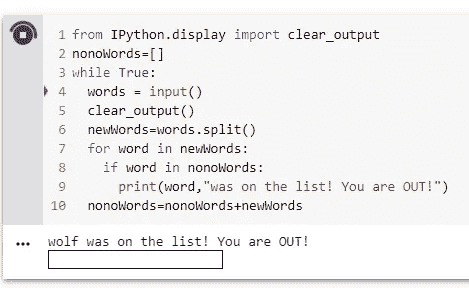 1 from IPython.display import clear_output
2 nonoWords=[]
3 while True:
4   words = input()
5   clear_output()
6   newWords=words.split()
7   for word in newWords:
8     if word in nonoWords:
9       print(word,"was on the list! You are OUT!")
10   nonoWords=nonoWords+newWords
wolf was on the list! You are OUT!